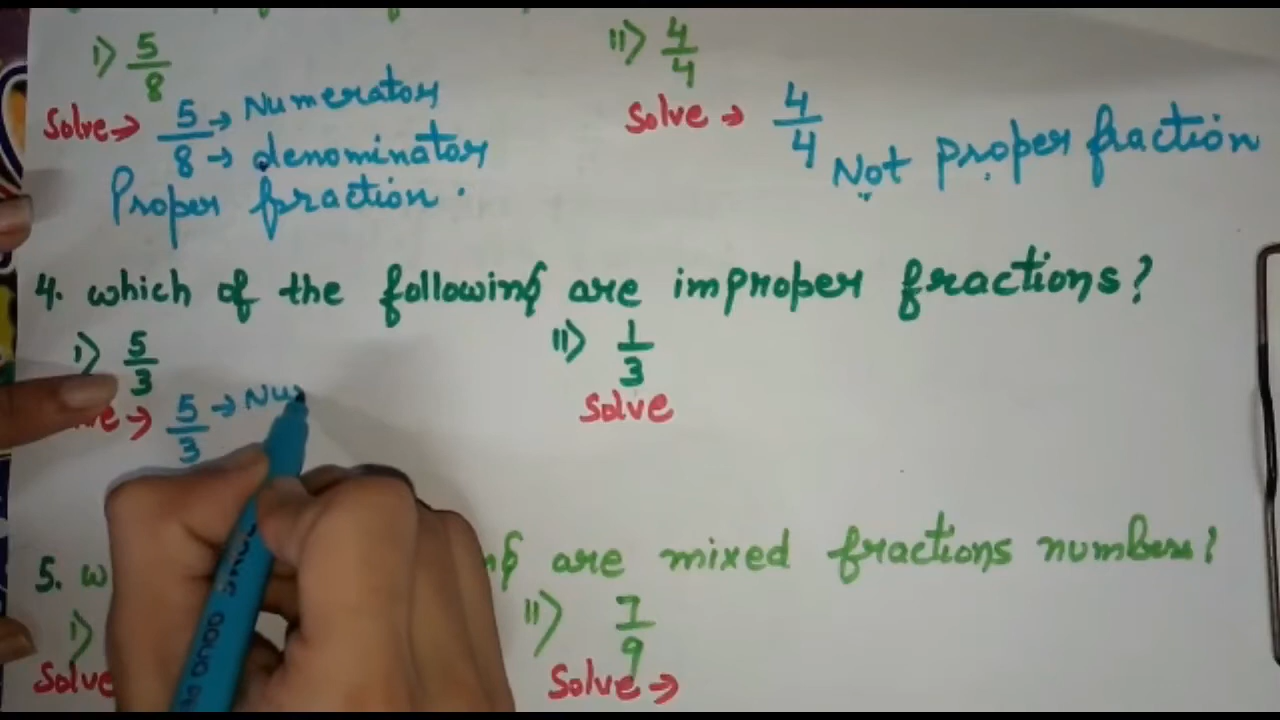 i) 5/8
ii) 4/4
Solve → 5/8 → Numerator
→ denominator
Proper fraction.
Solve → 4/4
Not proper fraction
4. which of the following are improper fractions?
i) 5/3
ii) 1/3
→ 5/3 → Nu
Solve
5. are mixed fractions numbers?
i)
ii) 7/9
Solve
Solve →